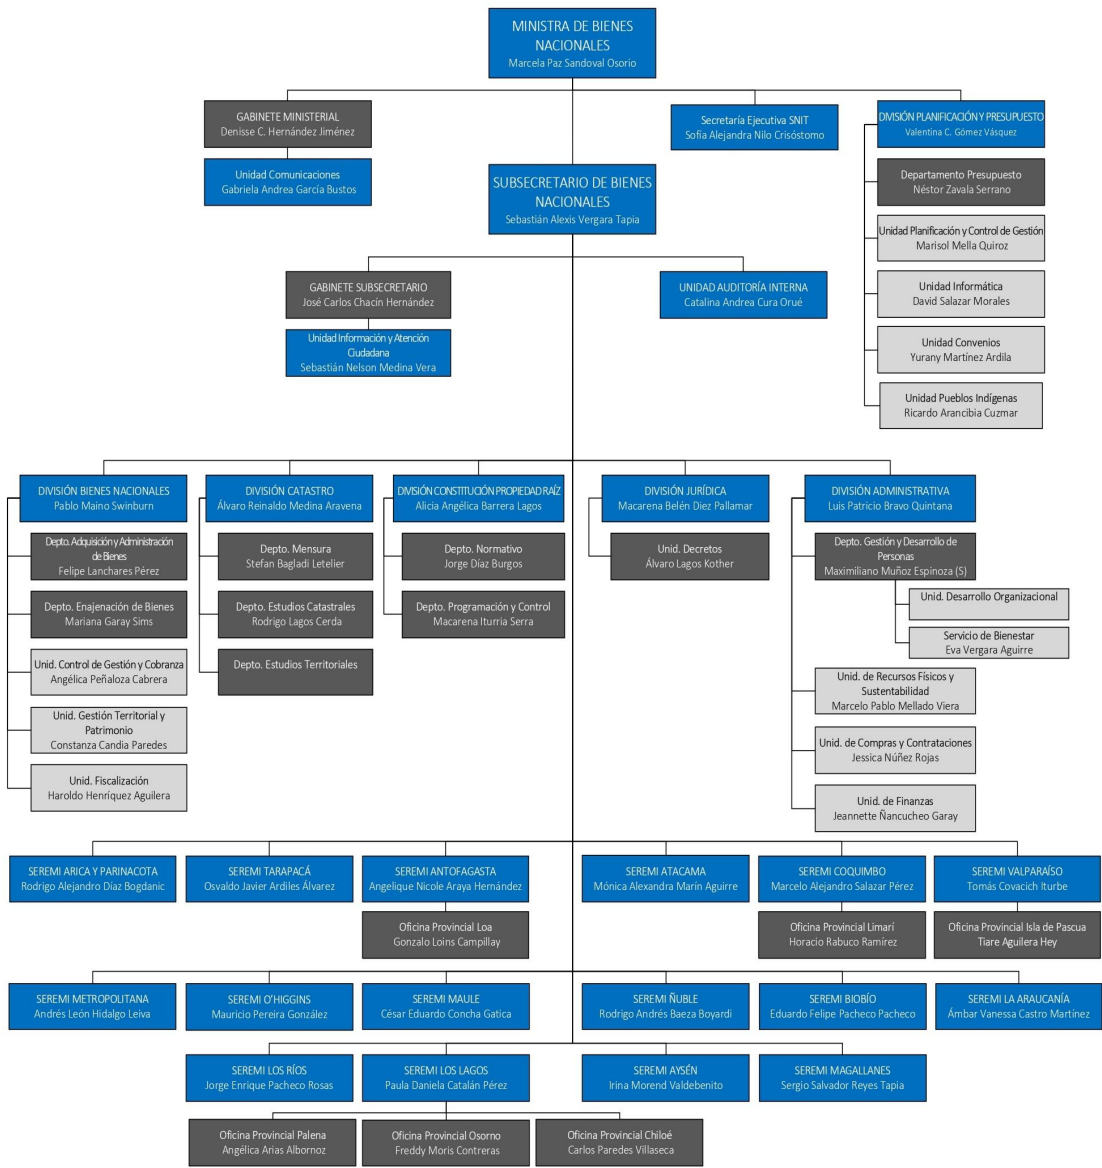 MINISTRA DE BIENES
NACIONALES
Marcela Paz Sandoval Osorio
GABINETE MINISTERIAL
Denisse C. Hernández Jiménez
Unidad Comunicaciones
Gabriela Andrea García Bustos
Secretaría Ejecutiva SNIT
Sofía Alejandra Nilo Crisóstomo
DIVISIÓN PLANIFICACIÓN Y PRESUPUESTO
Valentina C. Gómez Vásquez
Departamento Presupuesto
Néstor Zavala Serrano
Unidad Planificación y Control de Gestión
Marisol Mella Quiroz
Unidad Informática
David Salazar Morales
Unidad Convenios
Yurany Martínez Ardila
Unidad Pueblos Indígenas
Ricardo Arancibia Cuzmar
SUBSECRETARIO DE BIENES
NACIONALES
Sebastián Alexis Vergara Tapia
GABINETE SUBSECRETARIO
José Carlos Chacín Hernández
Unidad Información y Atención
Ciudadana
Sebastián Nelson Medina Vera
UNIDAD AUDITORÍA INTERNA
Catalina Andrea Cura Orué
DIVISIÓN BIENES NACIONALES
Pablo Maino Swinburn
Depto. Adquisición y Administración
de Bienes
Felipe Lanchares Pérez
Depto. Enajenación de Bienes
Mariana Garay Sims
Unid. Control de Gestión y Cobranza
Angélica Peñaloza Cabrera
Unid. Gestión Territorial y
Patrimonio
Constanza Candia Paredes
Unid. Fiscalización
Haroldo Henríquez Aguilera
DIVISIÓN CATASTRO
Álvaro Reinaldo Medina Aravena
Depto. Mensura
Stefan Bagladi Letelier
Depto. Estudios Catastrales
Rodrigo Lagos Cerda
Depto. Estudios Territoriales
DIVISIÓN CONSTITUCIÓN PROPIEDAD RAÍZ
Alicia Angélica Barrera Lagos
Depto. Normativo
Jorge Díaz Burgos
Depto. Programación y Control
Macarena Iturria Serra
DIVISIÓN JURÍDICA
Macarena Belén Diez Pallamar
Unid. Decretos
Álvaro Lagos Kother
DIVISIÓN ADMINISTRATIVA
Luis Patricio Bravo Quintana
Depto. Gestión y Desarrollo de
Personas
Maximiliano Muñoz Espinoza (S)
Unid. Desarrollo Organizacional
Servicio de Bienestar
Eva Vergara Aguirre
Unid. de Recursos Físicos y
Sustentabilidad
Marcelo Pablo Mellado Viera
Unid. de Compras y Contrataciones
Jessica Núñez Rojas
Unid. de Finanzas
Jeannette Ñancucheo Garay
SEREMI ARICA Y PARINACOTA
Rodrigo Alejandro Díaz Bogdanic
SEREMI TARAPACÁ
Osvaldo Javier Ardiles Álvarez
SEREMI ANTOFAGASTA
Angelique Nicole Araya Hernández
Oficina Provincial Loa
Gonzalo Loins Campillay
SEREMI ATACAMA
Mónica Alexandra Marín Aguirre
SEREMI COQUIMBO
Marcelo Alejandro Salazar Pérez
Oficina Provincial Limarí
Horacio Rabuco Ramírez
SEREMI VALPARAÍSO
Tomás Covacich Iturbe
Oficina Provincial Isla de Pascua
Tiare Aguilera Hey
SEREMI METROPOLITANA
Andrés León Hidalgo Leiva
SEREMI O'HIGGINS
Mauricio Pereira González
SEREMI MAULE
César Eduardo Concha Gatica
SEREMI ÑUBLE
Rodrigo Andrés Baeza Boyardi
SEREMI BIOBÍO
Eduardo Felipe Pacheco Pacheco
SEREMI LA ARAUCANÍA
Ámbar Vanessa Castro Martínez
SEREMI LOS RÍOS
Jorge Enrique Pacheco Rosas
SEREMI LOS LAGOS
Paula Daniela Catalán Pérez
SEREMI AYSÉN
Irina Morend Valdebenito
SEREMI MAGALLANES
Sergio Salvador Reyes Tapia
Oficina Provincial Palena
Angélica Arias Albornoz
Oficina Provincial Osorno
Freddy Moris Contreras
Oficina Provincial Chiloé
Carlos Paredes Villaseca